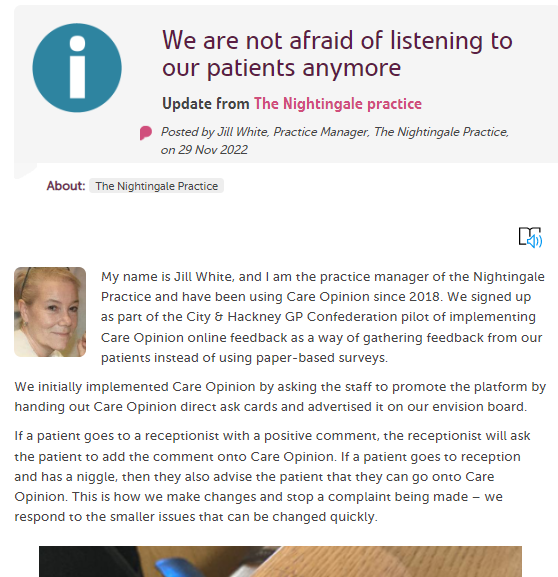 We are not afraid of listening to
our patients anymore
Update from The Nightingale practice
Posted by Jill White, Practice Manager, The Nightingale Practice,
on 29 Nov 2022
About: The Nightingale Practice
My name is Jill White, and I am the practice manager of the Nightingale
Practice and have been using Care Opinion since 2018. We signed up
as part of the City & Hackney GP Confederation pilot of implementing
Care Opinion online feedback as a way of gathering feedback from our
patients instead of using paper-based surveys.
We initially implemented Care Opinion by asking the staff to promote the platform by
handing out Care Opinion direct ask cards and advertised it on our envision board.
If a patient goes to a receptionist with a positive comment, the receptionist will ask
the patient to add the comment onto Care Opinion. If a patient goes to reception
and has a niggle, then they also advise the patient that they can go onto Care
Opinion. This is how we make changes and stop a complaint being made – we
respond to the smaller issues that can be changed quickly.